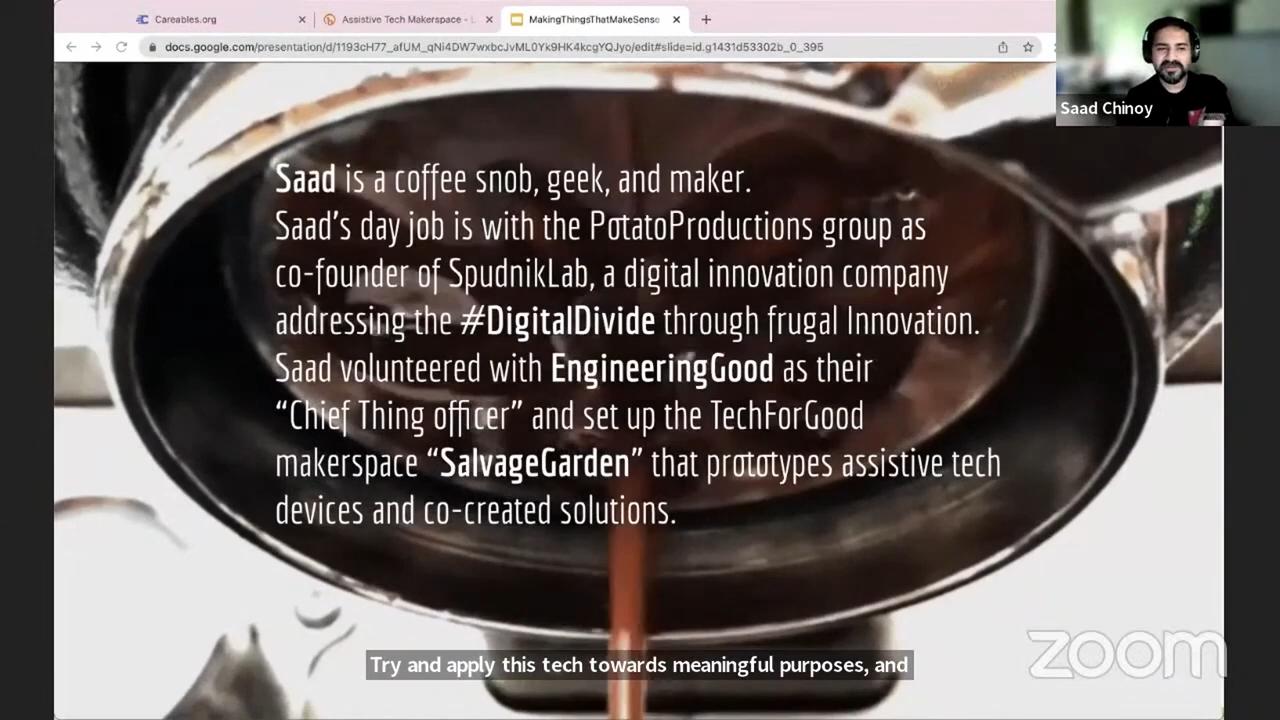 Careables.org
Assistive Tech Makerspace - L
MakingThingsThatMakeSense
docs.google.com/presentation/d/1193cH77_afUM_qNi4DW7wxbcJvML0Yk9HK4kcgYQJyo/edit#slide=id.g1431d53302b_0_395
Saad Chinoy
Saad is a coffee snob, geek, and maker.
Saad's day job is with the PotatoProductions group as
co-founder of SpudnikLab, a digital innovation company
addressing the #DigitalDivide through frugal Innovation.
Saad volunteered with EngineeringGood as their
“Chief Thing officer” and set up the TechForGood
makerspace “SalvageGarden” that prototypes assistive tech
devices and co-created solutions.
Try and apply this tech towards meaningful purposes, and
zoom